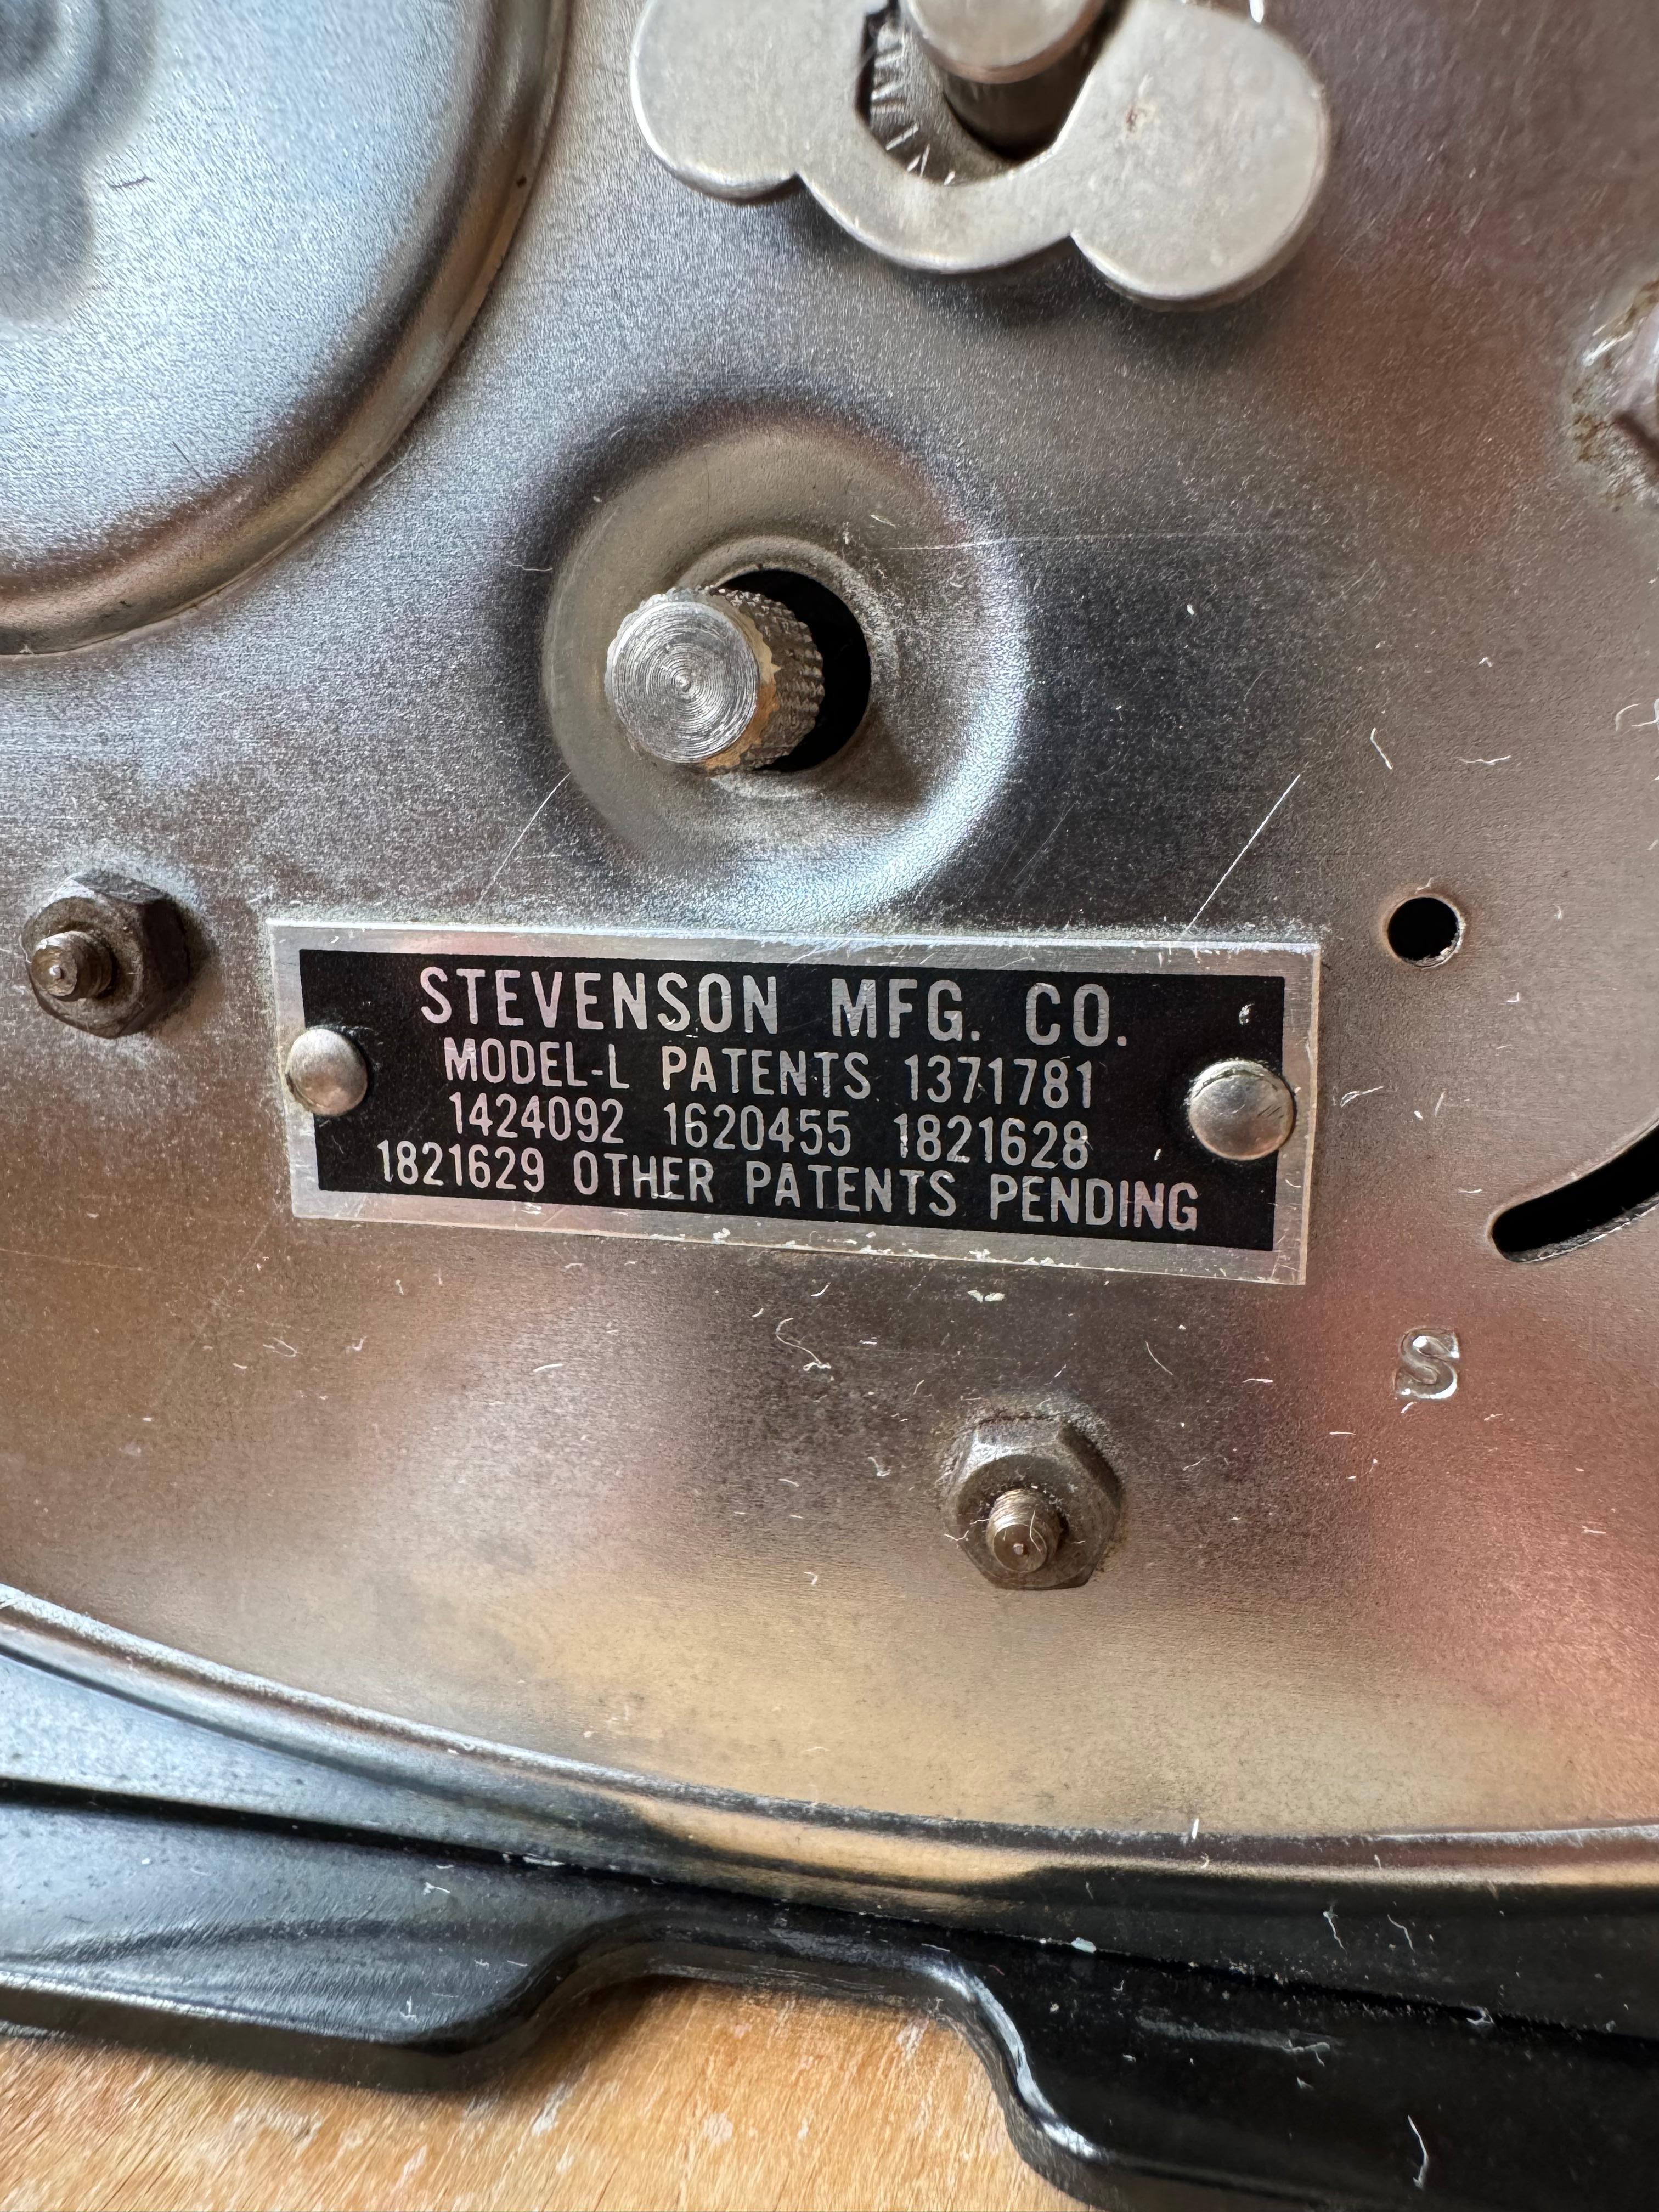 STEVENSON MFG. CO.
MODEL-L PATENTS 1371781
1424092 1620455 1821628
1821629 OTHER PATENTS PENDING
S